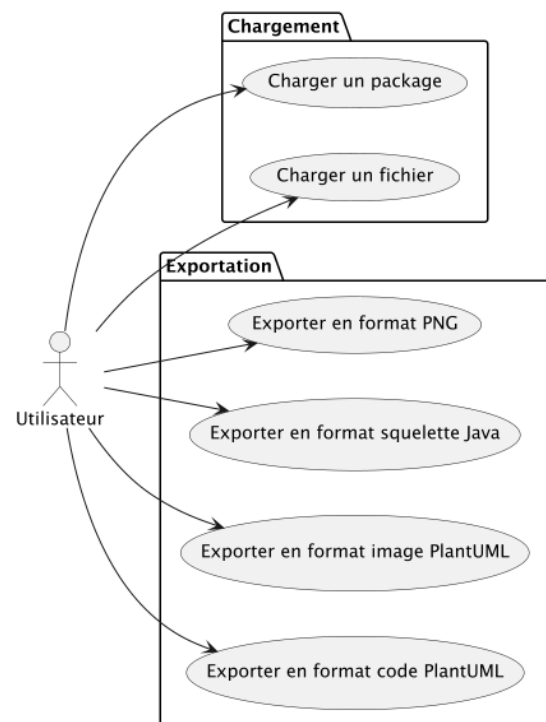 Chargement
Charger un package
Charger un fichier
Exportation
Exporter en format PNG
Utilisateur
Exporter en format squelette Java
Exporter en format image PlantUML
Exporter en format code PlantUML